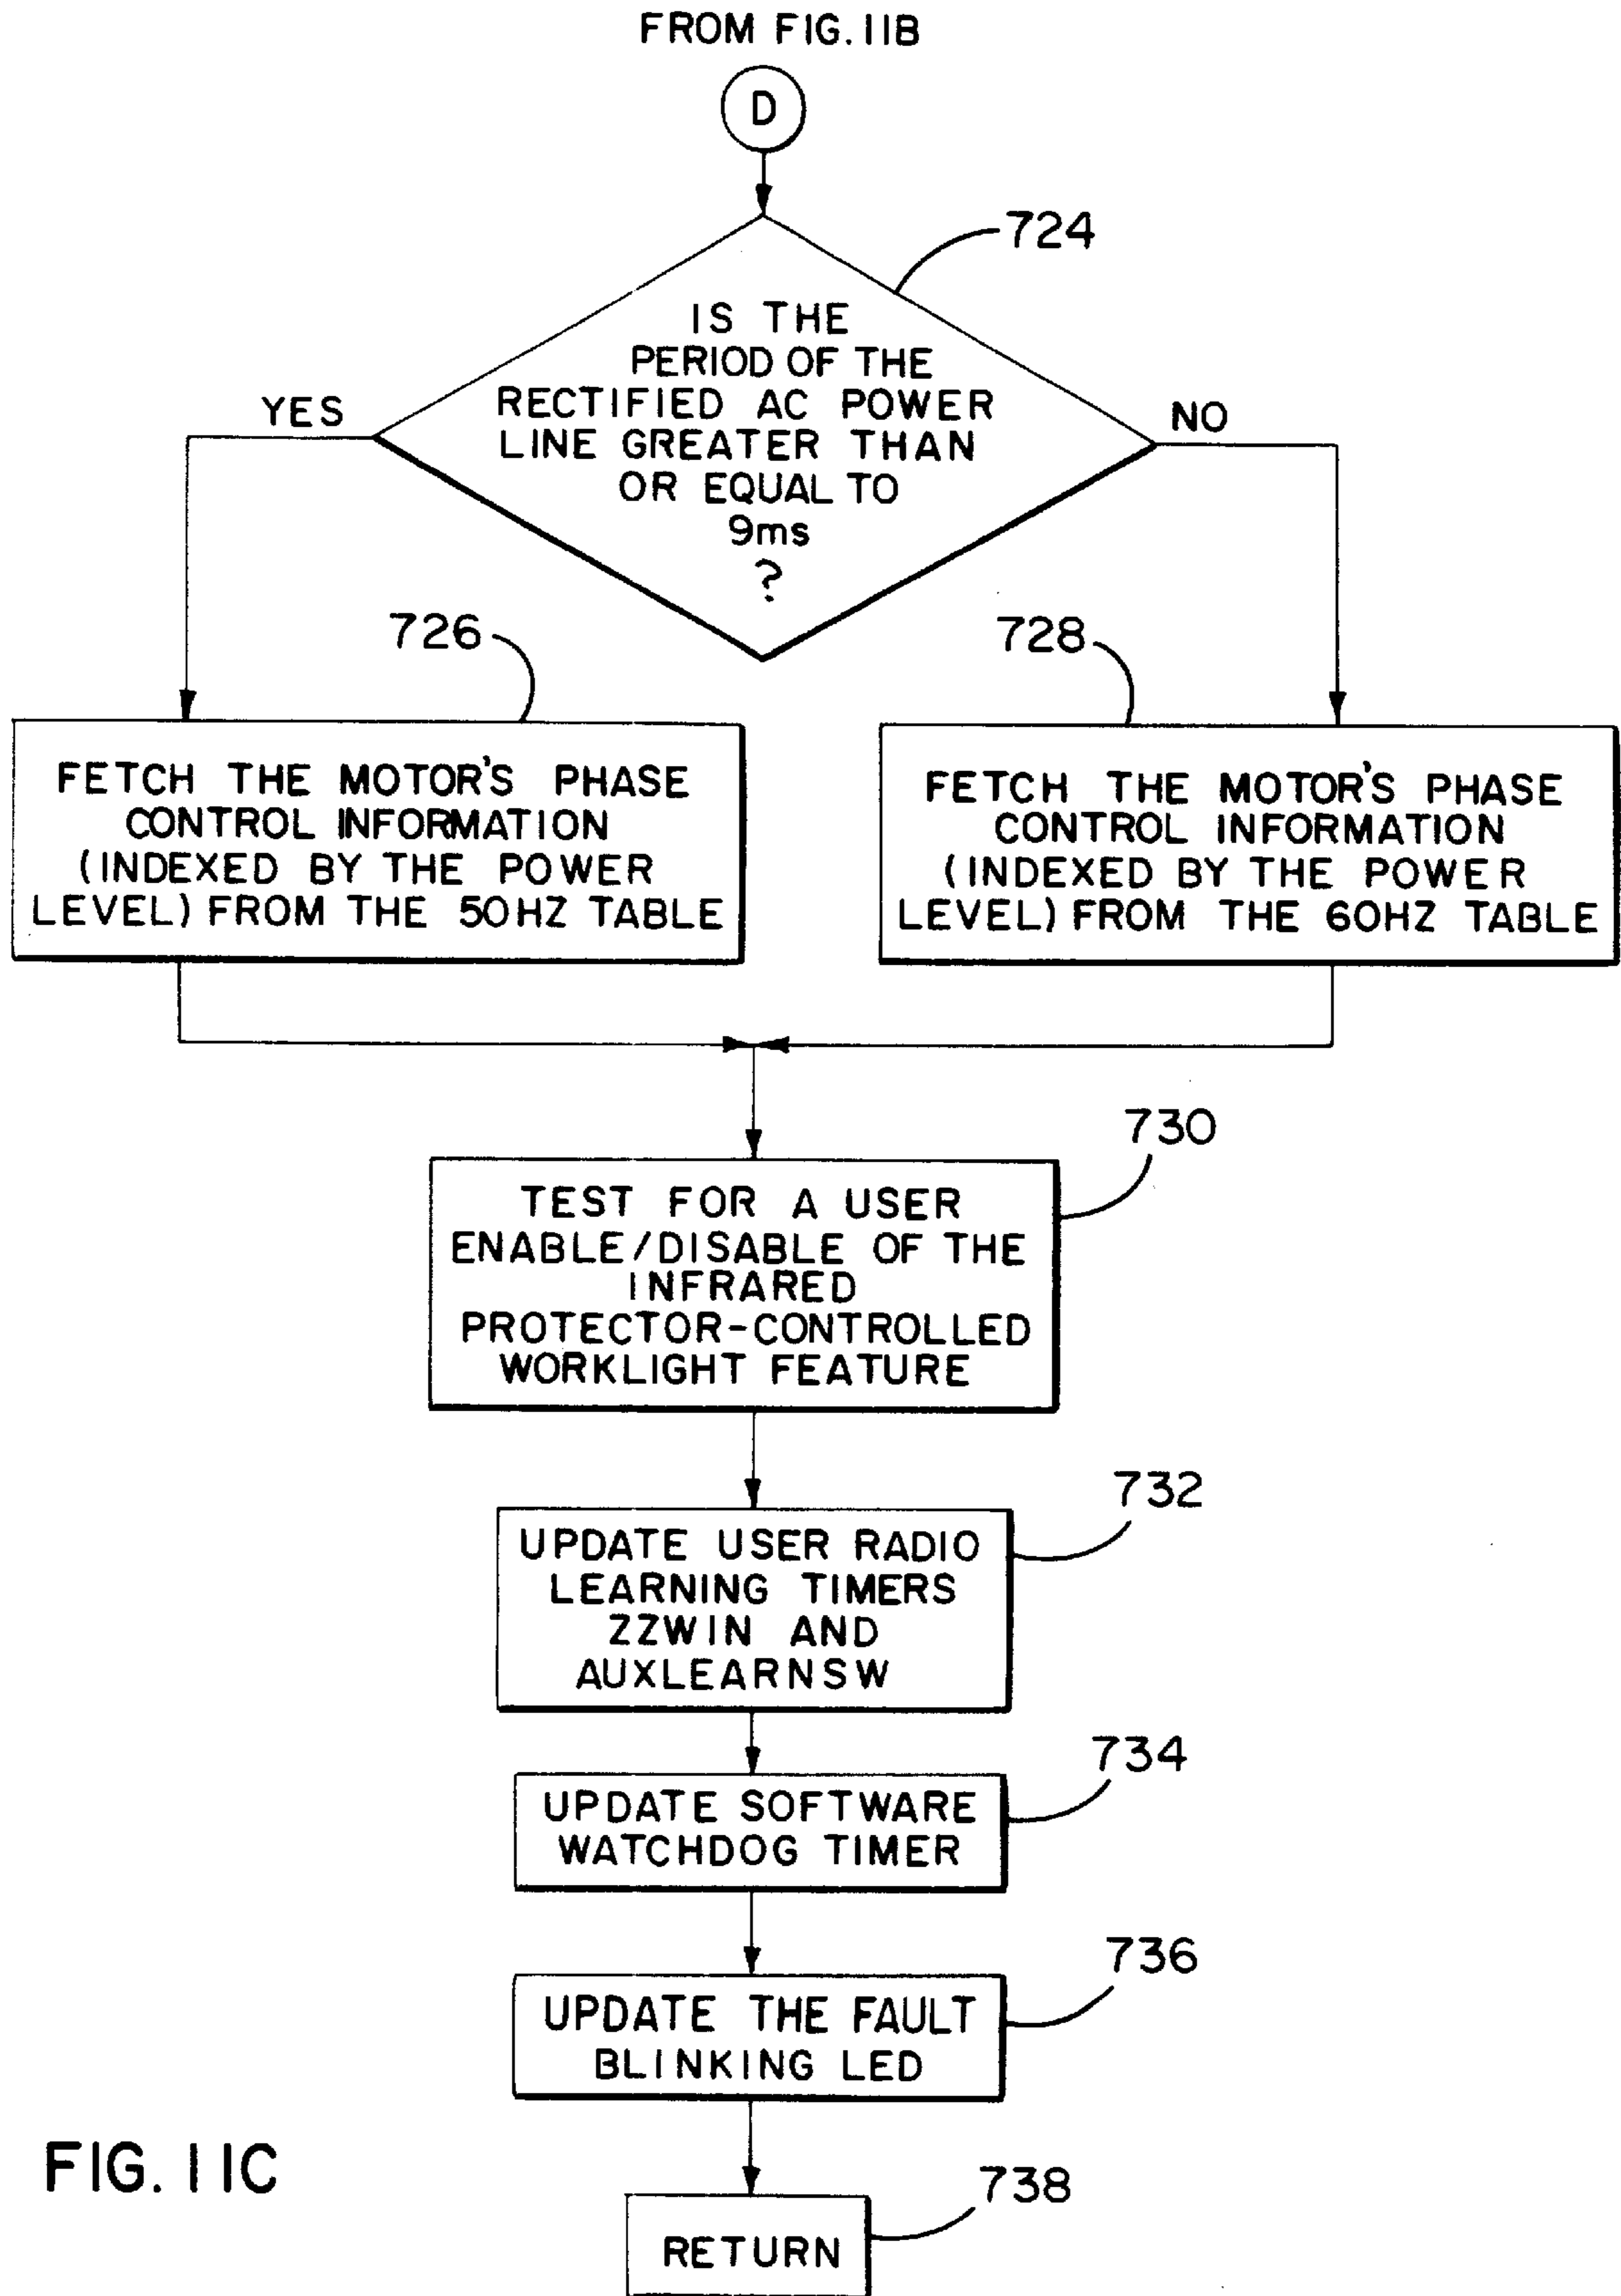 FROM FIG. 11B
D
724
IS THE
PERIOD OF THE
RECTIFIED AC POWER
LINE GREATER THAN
OR EQUAL TO
9ms
?
YES
NO
726
728
FETCH THE MOTOR'S PHASE
CONTROL INFORMATION
(INDEXED BY THE POWER
LEVEL) FROM THE 50HZ TABLE
FETCH THE MOTOR'S PHASE
CONTROL INFORMATION
(INDEXED BY THE POWER
LEVEL) FROM THE 60HZ TABLE
730
TEST FOR A USER
ENABLE/DISABLE OF THE
INFRARED
PROTECTOR-CONTROLLED
WORKLIGHT FEATURE
732
UPDATE USER RADIO
LEARNING TIMERS
ZZWIN AND
AUXLEARNSW
734
UPDATE SOFTWARE
WATCHDOG TIMER
736
UPDATE THE FAULT
BLINKING LED
738
RETURN
FIG. 11C